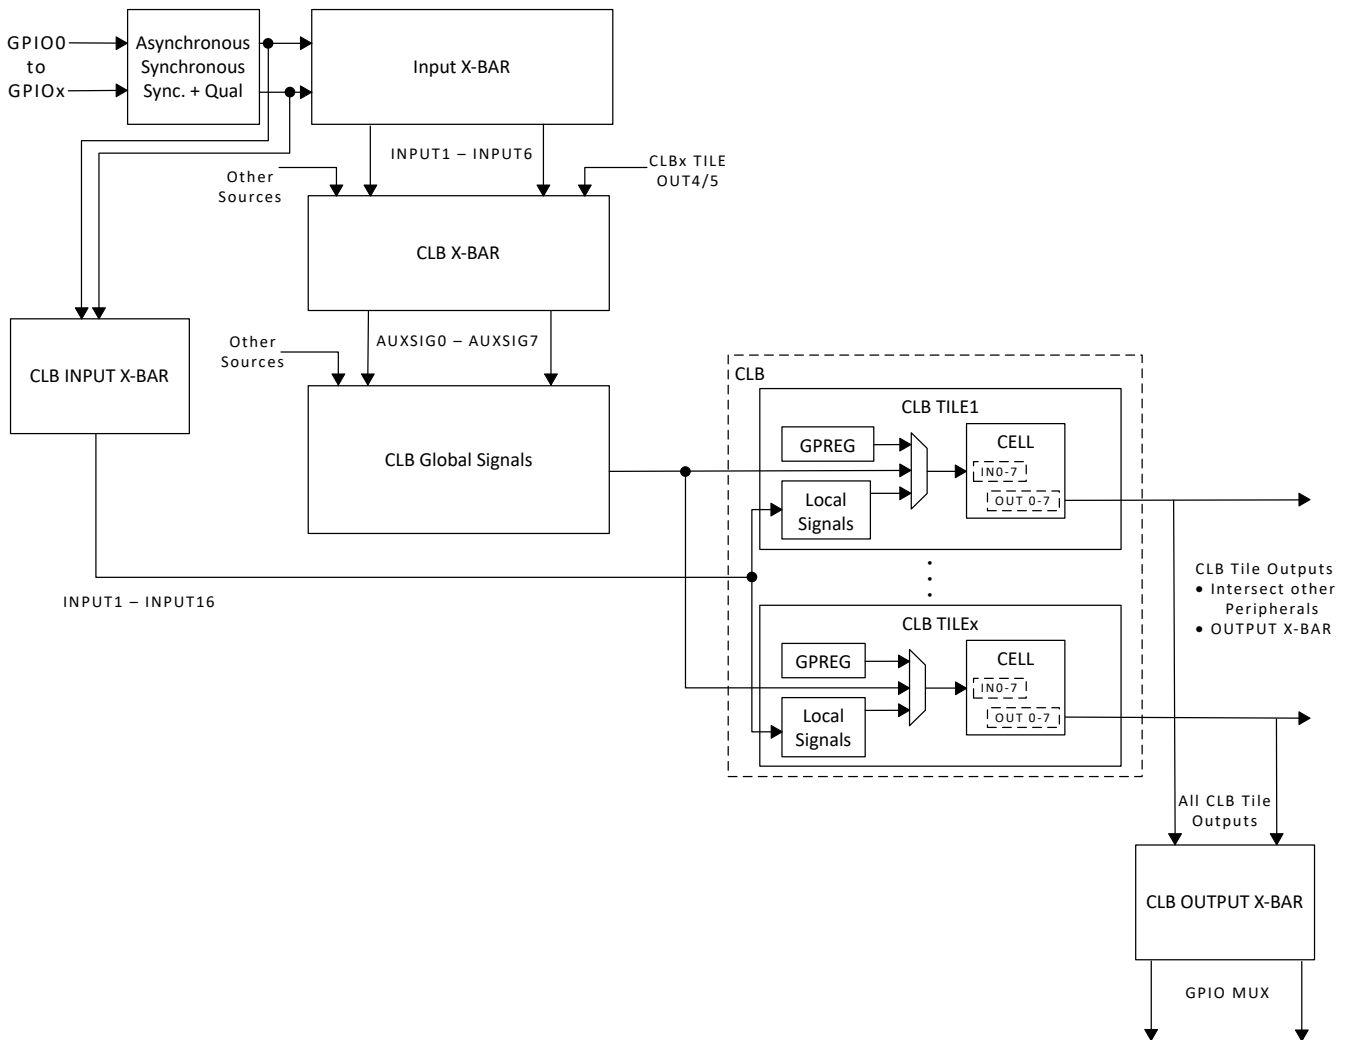 GPIO0
to
GPIOx
Asynchronous
Synchronous
Sync. + Qual
Input X-BAR
INPUT1 – INPUT6
Other
Sources
CLBx TILE
OUT4/5
CLB X-BAR
AUXSIG0 – AUXSIG7
Other
Sources
CLB INPUT X-BAR
CLB Global Signals
INPUT1 – INPUT16
CLB
CLB TILE1
GPREG
Local
Signals
CELL
IN0-7
OUT 0-7
CLB TILEx
GPREG
Local
Signals
CELL
IN0-7
OUT 0-7
CLB Tile Outputs
• Intersect other
Peripherals
• OUTPUT X-BAR
All CLB Tile
Outputs
CLB OUTPUT X-BAR
GPIO MUX